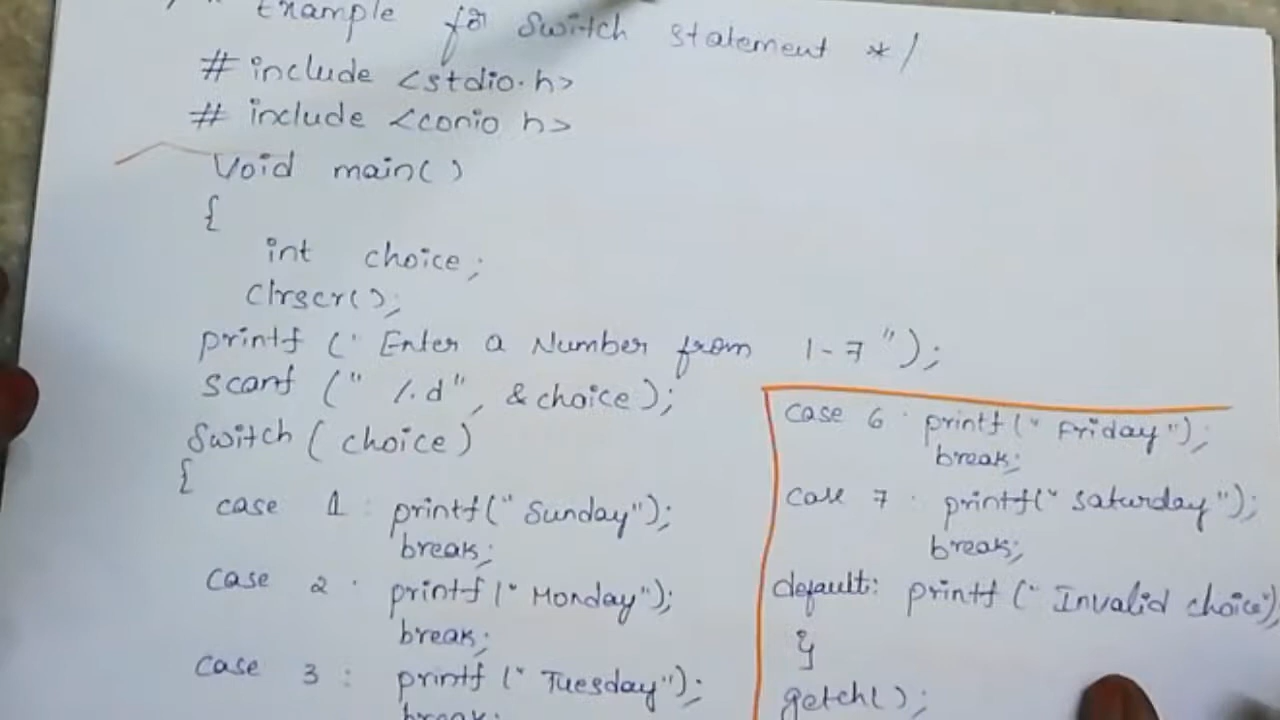 Example for Switch statement */
# include <stdio.h>
# include <conio h>
Void main()
{
int choice;
Clrscr();
printf (" Enter a Number from 1-7");
scanf ("%d", &choice);
Switch ( choice)
{
case 1 : printf(" Sunday");
break;
case 2 : printf (" Monday");
break;
case 3 : printf (" Tuesday");
break;
case 6 : printf (" Friday");
break;
case 7 : printf(" Saturday");
break;
default: printf (" Invalid choice");
}
getch();